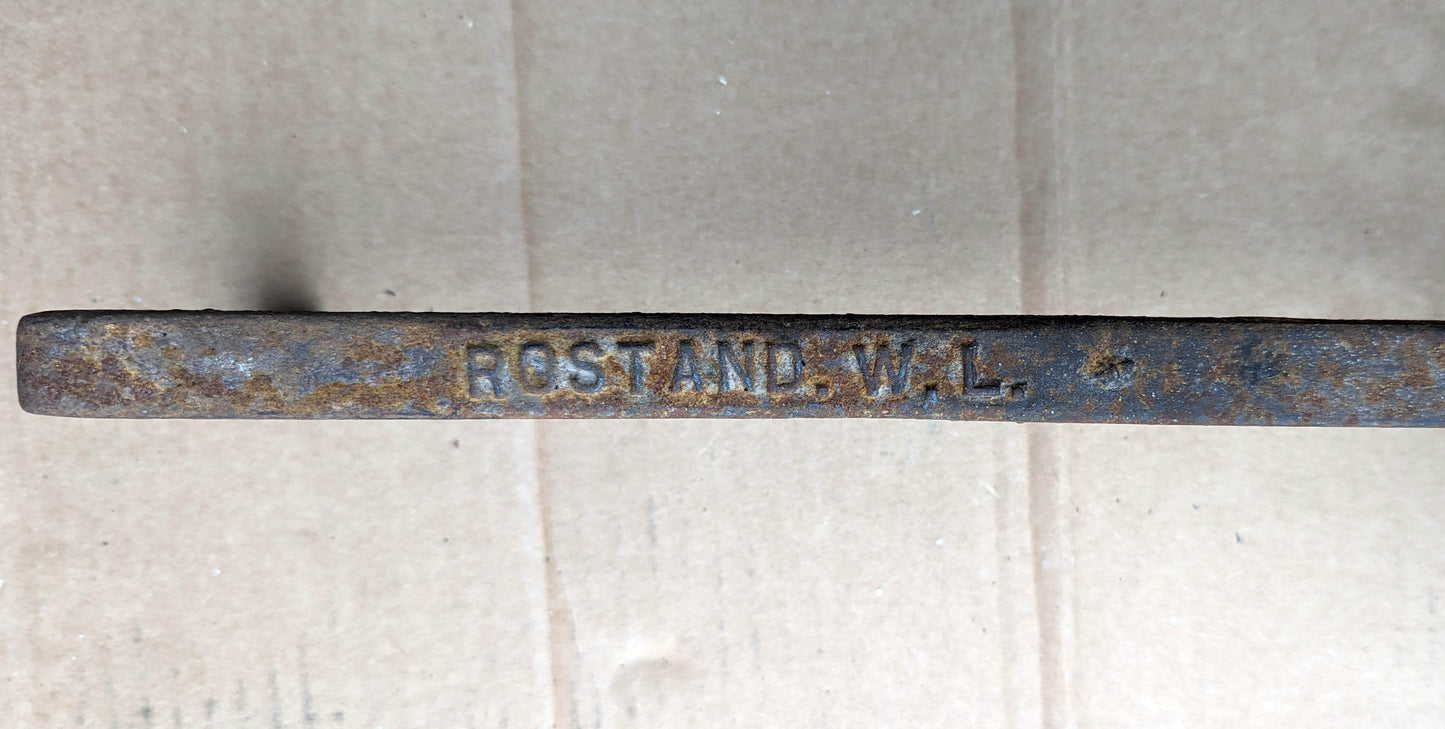 ROSTAND. W. L.